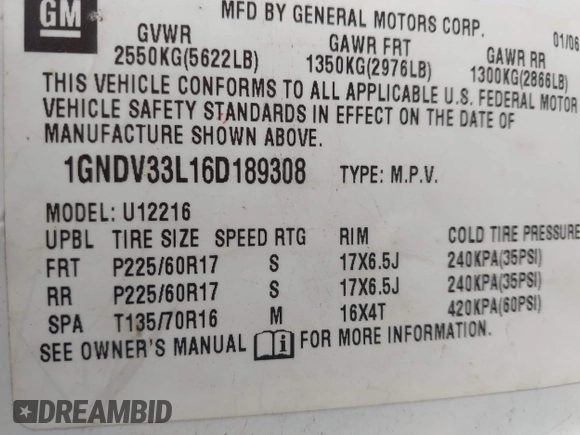 GM
MFD BY GENERAL MOTORS CORP.
01/06
GVWR GAWR FRT GAWR RR
2550KG(5622LB) 1350KG(2976LB) 1300KG(2866LB)
THIS VEHICLE CONFORMS TO ALL APPLICABLE U.S. FEDERAL MOTOR
VEHICLE SAFETY STANDARDS IN EFFECT ON THE DATE OF
MANUFACTURE SHOWN ABOVE.
1GNDV33L16D189308 TYPE: M.P.V.
MODEL: U12216
UPBL TIRE SIZE SPEED RTG RIM COLD TIRE PRESSURE
FRT P225/60R17 S 17X6.5J 240KPA(35PSI)
RR P225/60R17 S 17X6.5J 240KPA(35PSI)
SPA T135/70R16 M 16X4T 420KPA(60PSI)
SEE OWNER'S MANUAL FOR MORE INFORMATION.
DREAMBID